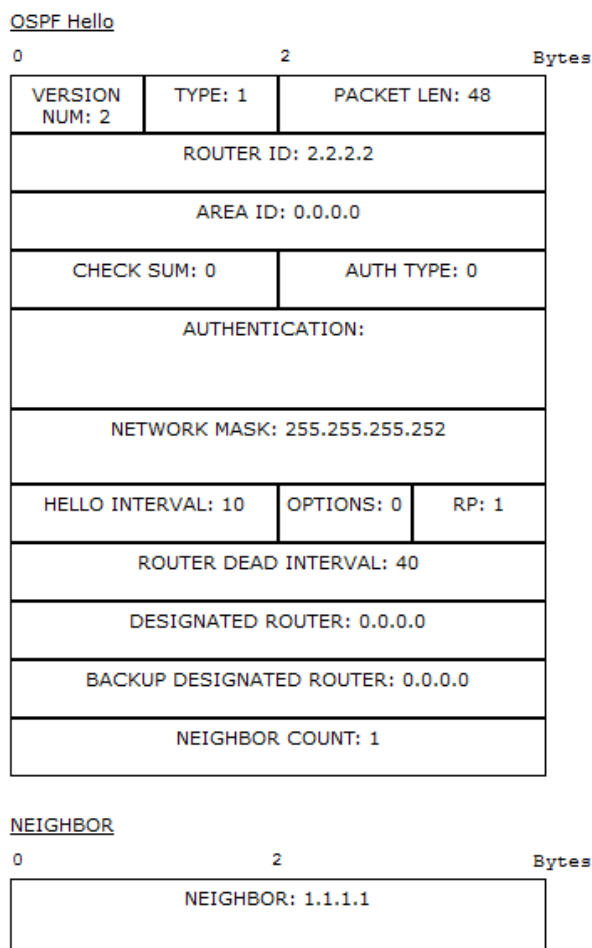 OSPF Hello
0 2 Bytes
VERSION NUM: 2 TYPE: 1 PACKET LEN: 48
ROUTER ID: 2.2.2.2
AREA ID: 0.0.0.0
CHECK SUM: 0 AUTH TYPE: 0
AUTHENTICATION:
NETWORK MASK: 255.255.255.252
HELLO INTERVAL: 10 OPTIONS: 0 RP: 1
ROUTER DEAD INTERVAL: 40
DESIGNATED ROUTER: 0.0.0.0
BACKUP DESIGNATED ROUTER: 0.0.0.0
NEIGHBOR COUNT: 1
NEIGHBOR
0 2 Bytes
NEIGHBOR: 1.1.1.1